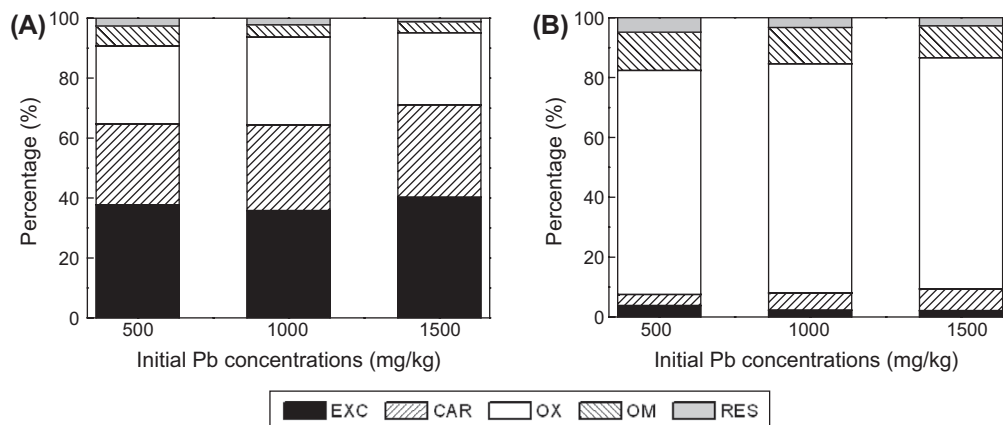 (A)
Percentage (%)
100
80
60
40
20
0
500 1000 1500
Initial Pb concentrations (mg/kg)
(B)
Percentage (%)
100
80
60
40
20
0
500 1000 1500
Initial Pb concentrations (mg/kg)
EXC CAR OX OM RES